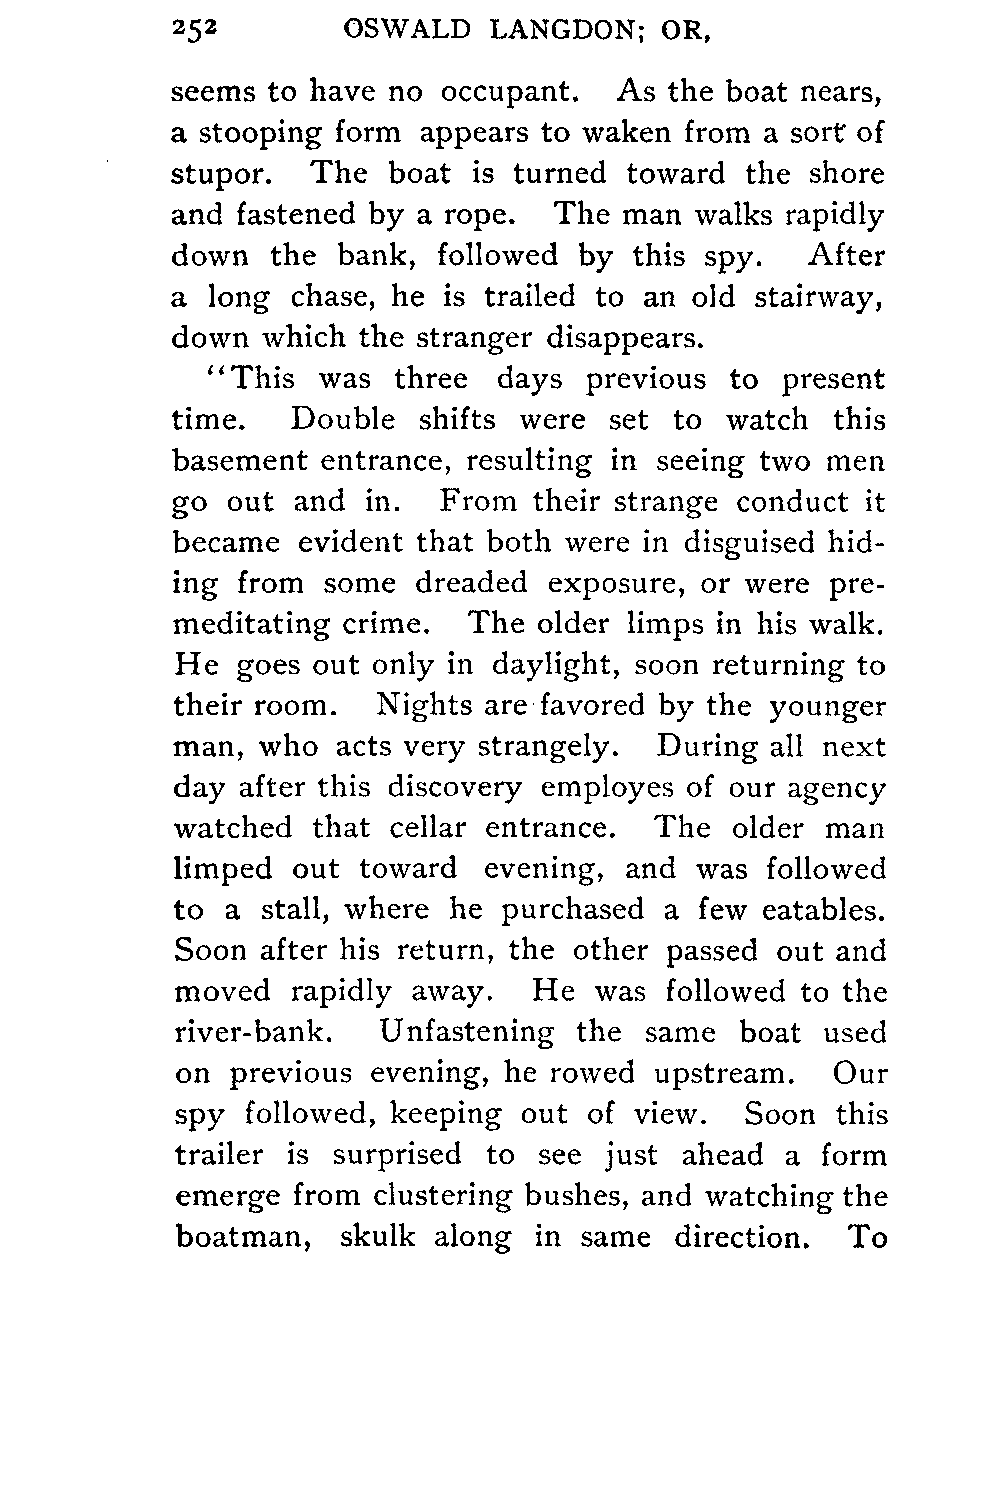 252 OSWALD LANGDON; OR,
seems to have no occupant. As the boat nears,
a stooping form appears to waken from a sort of
stupor. The boat is turned toward the shore
and fastened by a rope. The man walks rapidly
down the bank, followed by this spy. After
a long chase, he is trailed to an old stairway,
down which the stranger disappears.
“This was three days previous to present
time. Double shifts were set to watch this
basement entrance, resulting in seeing two men
go out and in. From their strange conduct it
became evident that both were in disguised hid-
ing from some dreaded exposure, or were pre-
meditating crime. The older limps in his walk.
He goes out only in daylight, soon returning to
their room. Nights are favored by the younger
man, who acts very strangely. During all next
day after this discovery employes of our agency
watched that cellar entrance. The older man
limped out toward evening, and was followed
to a stall, where he purchased a few eatables.
Soon after his return, the other passed out and
moved rapidly away. He was followed to the
river-bank. Unfastening the same boat used
on previous evening, he rowed upstream. Our
spy followed, keeping out of view. Soon this
trailer is surprised to see just ahead a form
emerge from clustering bushes, and watching the
boatman, skulk along in same direction. To